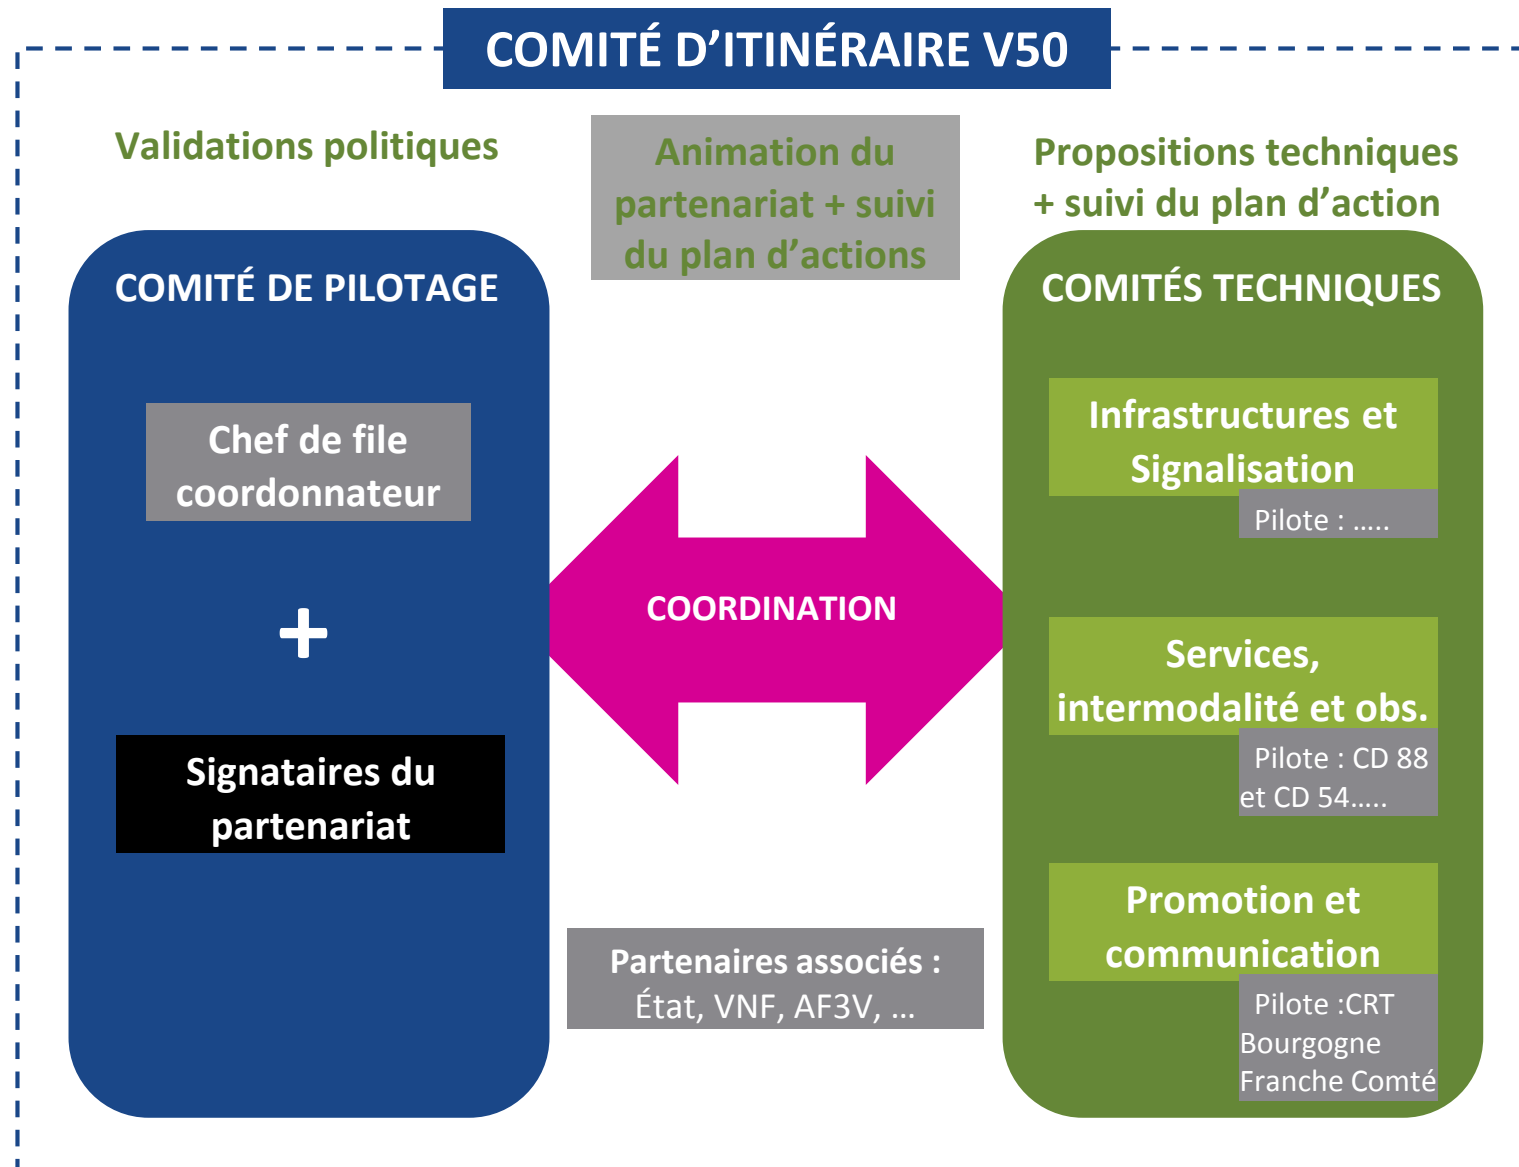 COMITÉ D’ITINÉRAIRE V50
Validations politiques
COMITÉ DE PILOTAGE
Chef de file
coordonnateur
+
Signataires du
partenariat
Animation du
partenariat + suivi
du plan d’actions
COORDINATION
Partenaires associés :
État, VNF, AF3V, …
Propositions techniques
+ suivi du plan d’action
COMITÉS TECHNIQUES
Infrastructures et
Signalisation
Pilote : …..
Services,
intermodalité et obs.
Pilote : CD 88
et CD 54…..
Promotion et
communication
Pilote :CRT
Bourgogne
Franche Comté